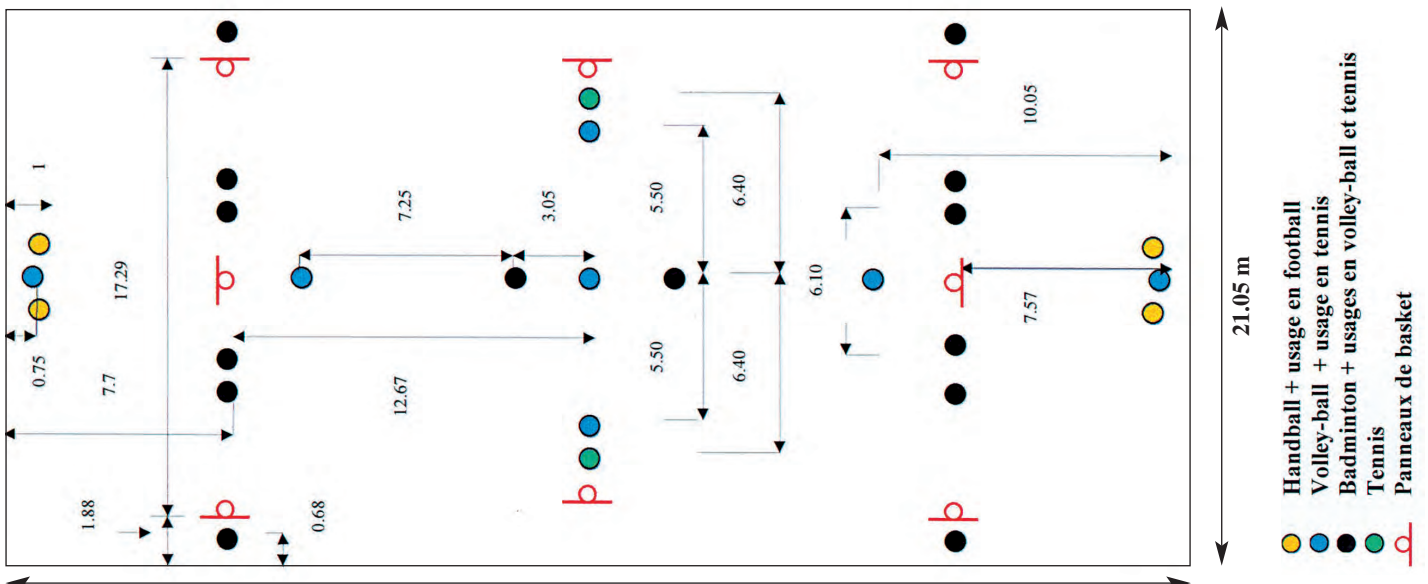 1
17.29
0.75
7.7
1.88
0.68
7.25
3.05
12.67
5.50
6.40
5.50
6.40
6.10
10.05
7.57
21.05 m
Handball + usage en football
Volley-ball + usage en tennis
Badminton + usages en volley-ball et tennis
Tennis
Panneaux de basket